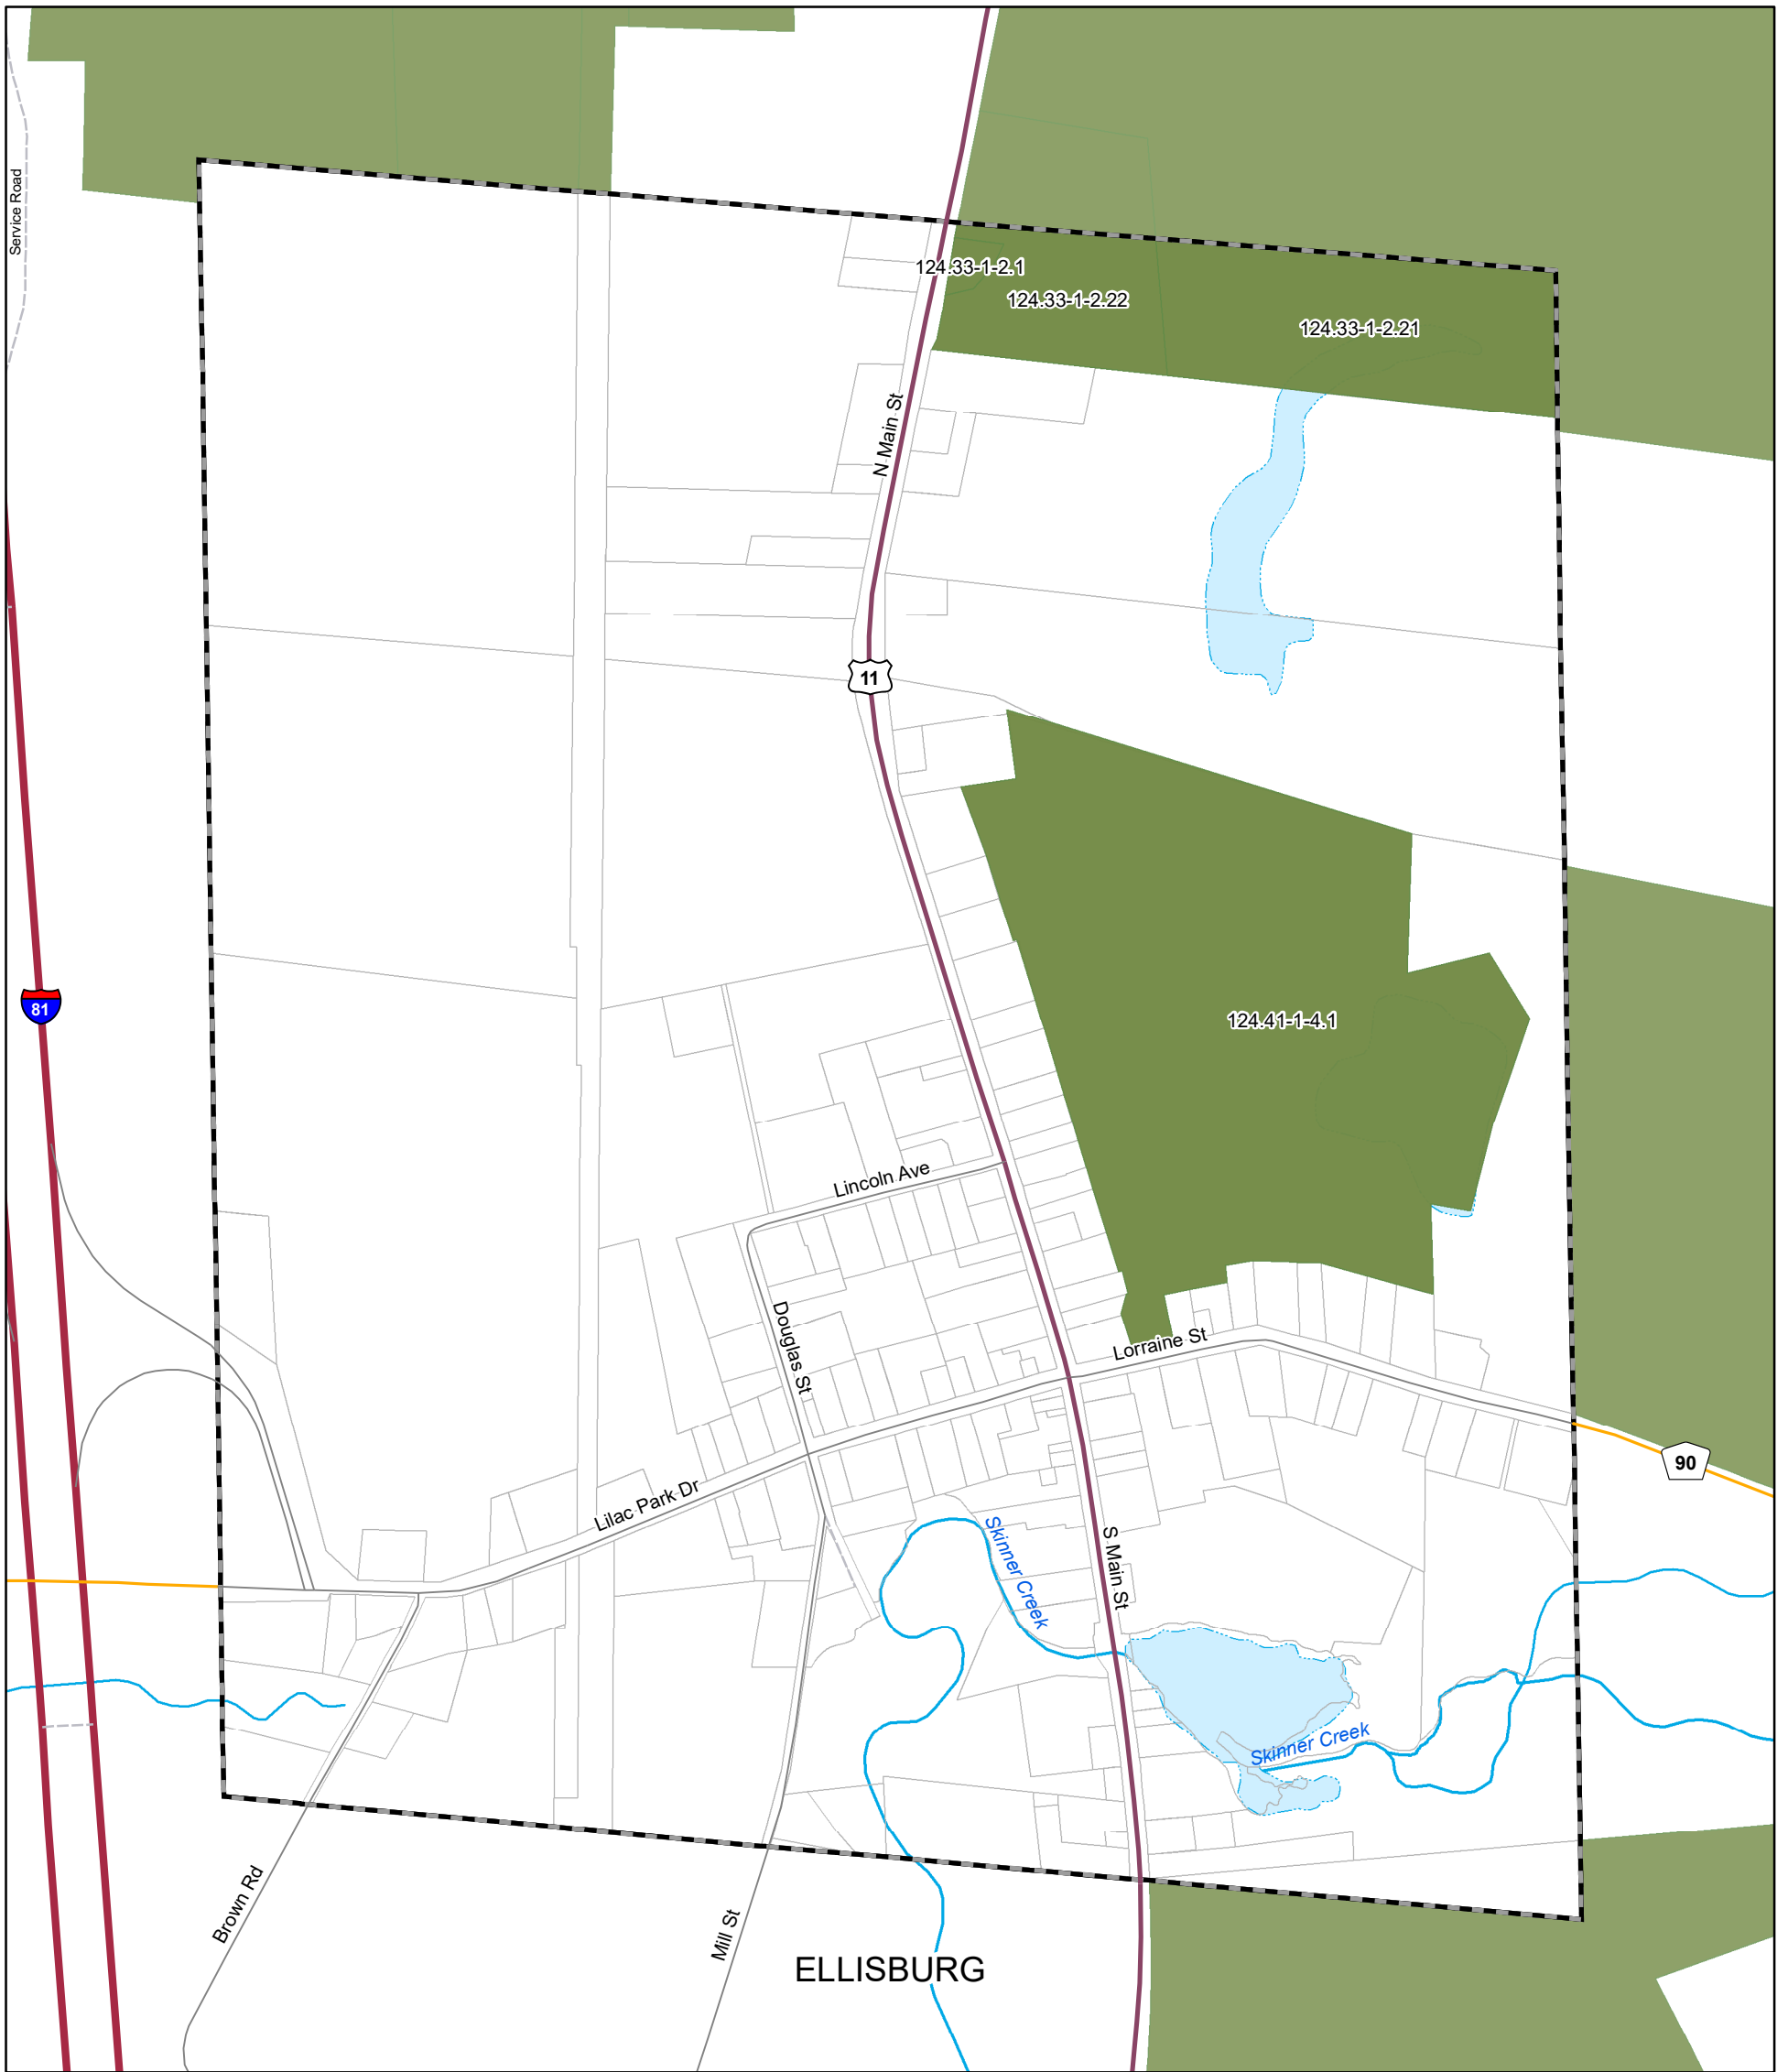 Service Road
124.33-1-2.1
124.33-1-2.22
124.33-1-2.21
N Main St
11
81
124.41-1-4.1
Lincoln Ave
Douglas St
Lorraine St
90
Lilac Park Dr
Skinner Creek
S Main St
Skinner Creek
Brown Rd
Mill St
ELLISBURG